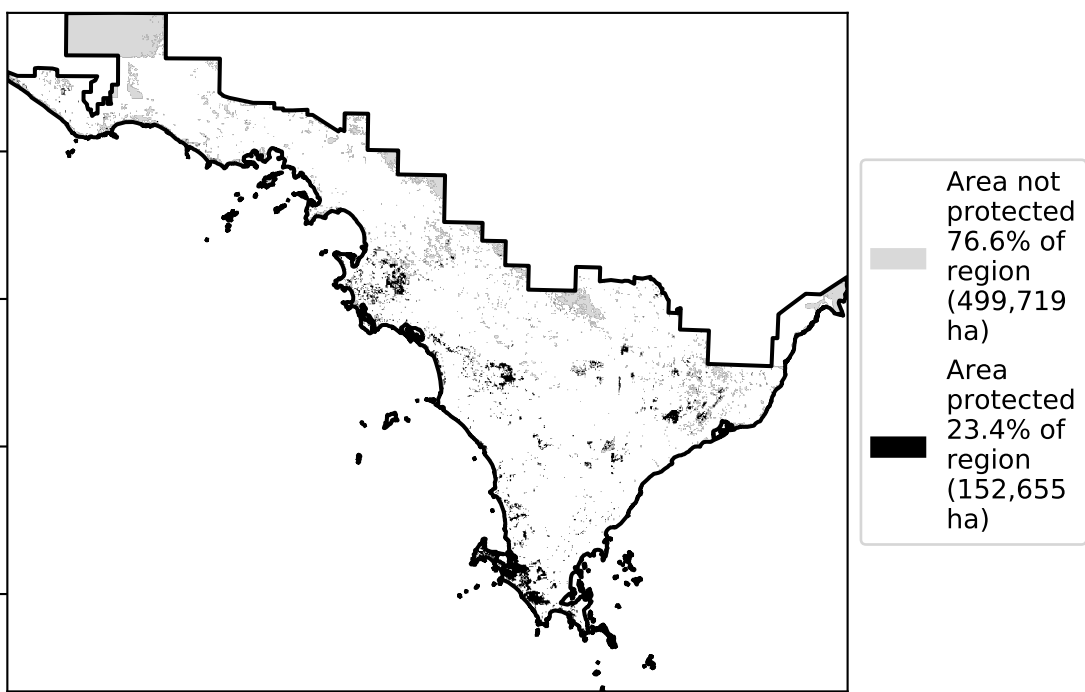 Area not
protected
76.6% of
region
(499,719
ha)
Area
protected
23.4% of
region
(152,655
ha)